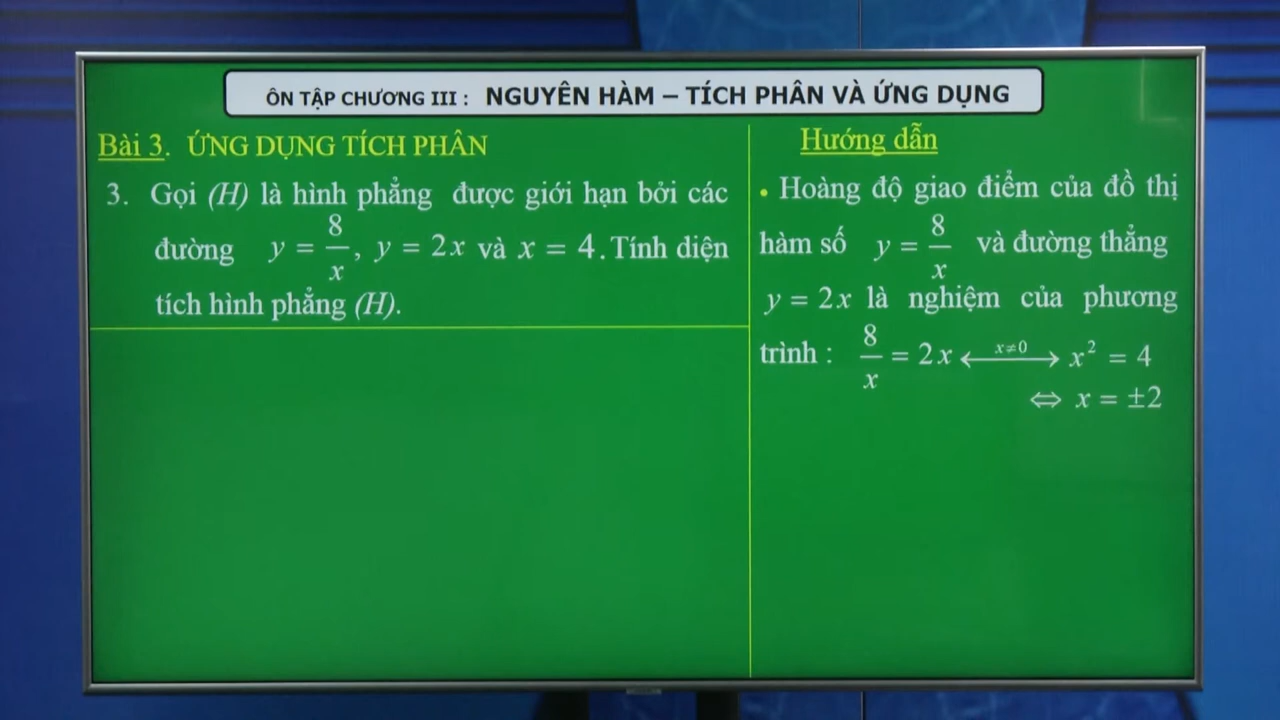 ÔN TẬP CHƯƠNG III : NGUYÊN HÀM – TÍCH PHÂN VÀ ỨNG DỤNG
Bài 3. ỨNG DỤNG TÍCH PHÂN
3. Gọi (H) là hình phẳng được giới hạn bởi các
đường y = 8/x, y = 2x và x = 4. Tính diện
tích hình phẳng (H).
Hướng dẫn
• Hoàng độ giao điểm của đồ thị
hàm số y = 8/x và đường thẳng
y = 2x là nghiệm của phương
trình : 8/x = 2x ⟷ (x≠0) x² = 4
⇔ x = ±2